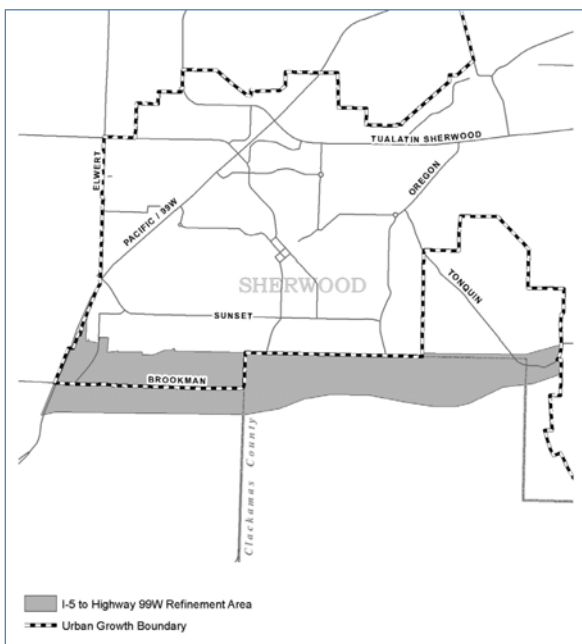 TUALATIN SHERWOOD
ELWERT
OREGON
PACIFIC / 99W
SHERWOOD
TONQUIN
SUNSET
BROOKMAN
Clackamas County
I-5 to Highway 99W Refinement Area
Urban Growth Boundary